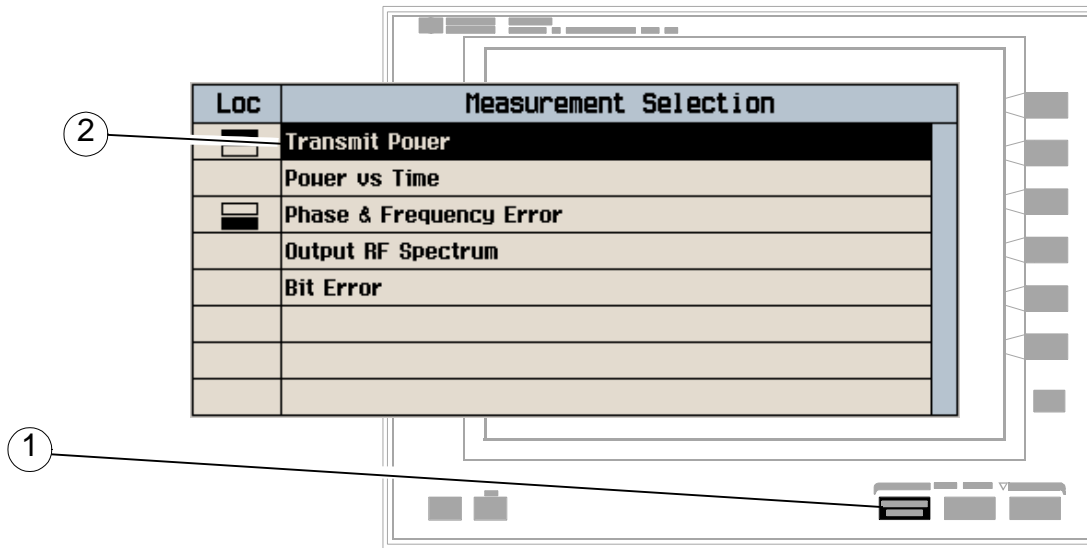 Loc Measurement Selection
2
Transmit Power
Power vs Time
Phase & Frequency Error
Output RF Spectrum
Bit Error
1